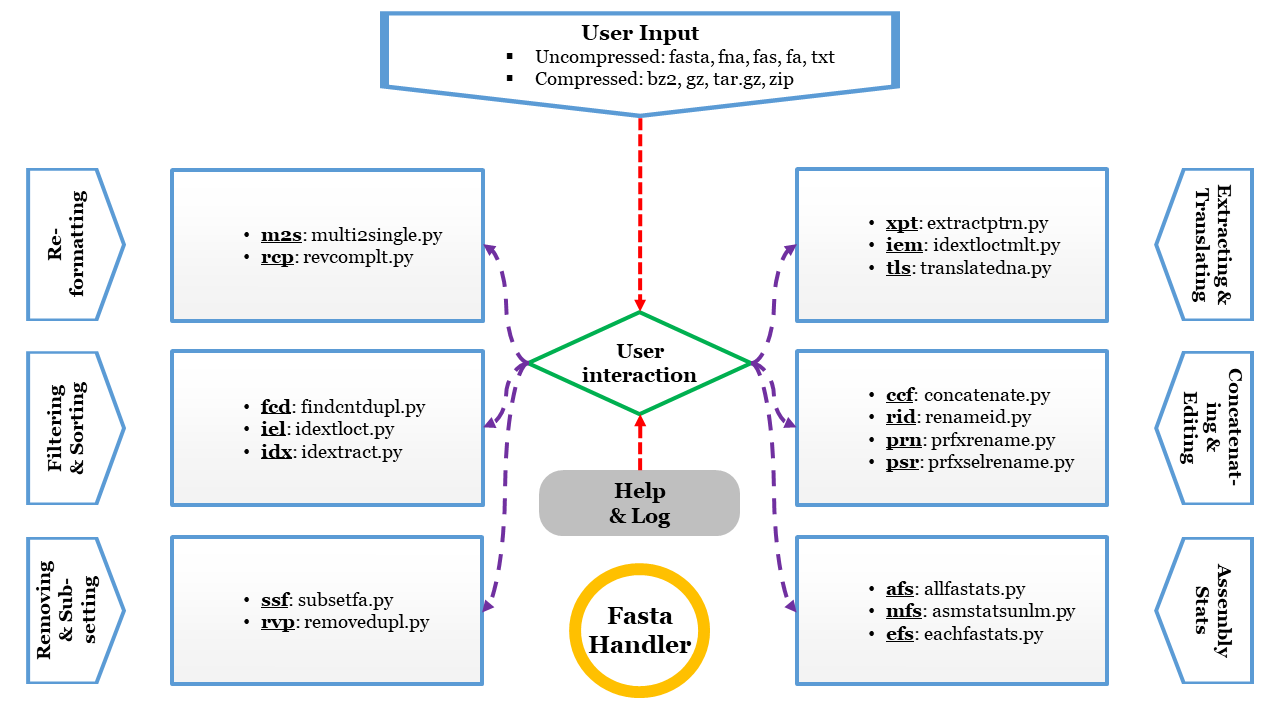 User Input
▪ Uncompressed: fasta, fna, fas, fa, txt
▪ Compressed: bz2, gz, tar.gz, zip
Re-
formatting
• m2s: multi2single.py
• rcp: revcomplt.py
• xpt: extractptrn.py
• iem: idextloctmlt.py
• tls: translatedna.py
Extracting &
Translating
User
interaction
Filtering
& Sorting
• fcd: findcntdupl.py
• iel: idextloct.py
• idx: idextract.py
• ccf: concatenate.py
• rid: renameid.py
• prn: prfxrename.py
• psr: prfxselrename.py
Concatenat-
ing &
Editing
Help
& Log
Removing
& Sub-
setting
• ssf: subsetfa.py
• rvp: removedupl.py
Fasta
Handler
• afs: allfastats.py
• mfs: asmstatsunlm.py
• efs: eachfastats.py
Assembly
Stats